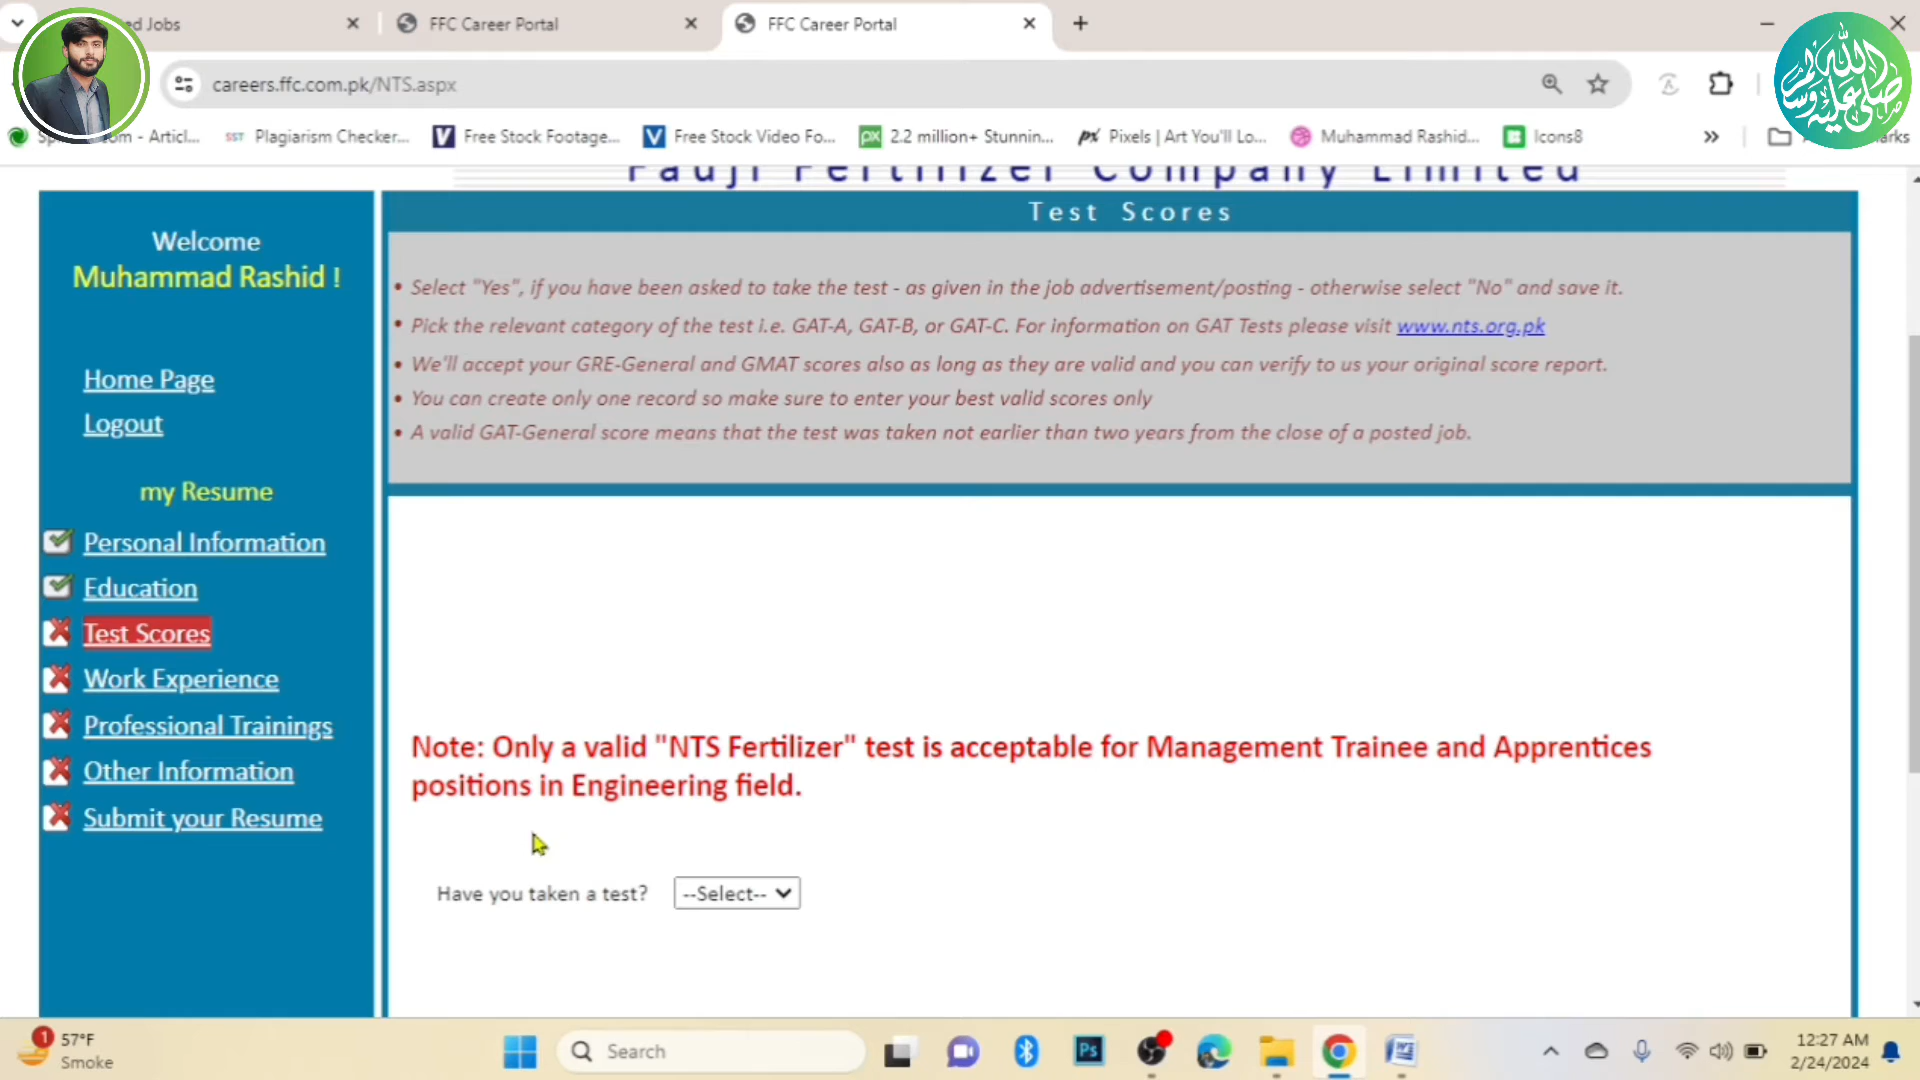 ed Jobs
FFC Career Portal
FFC Career Portal
careers.ffc.com.pk/NTS.aspx
om - Articl...
SST Plagiarism Checker...
Free Stock Footage...
Free Stock Video Fo...
2.2 million+ Stunnin...
Pixels | Art You'll Lo...
Muhammad Rashid...
Icons8
Fauji Fertilizer Company Limited
Test Scores
Welcome
Muhammad Rashid !
Home Page
Logout
my Resume
Personal Information
Education
Test Scores
Work Experience
Professional Trainings
Other Information
Submit your Resume
• Select "Yes", if you have been asked to take the test - as given in the job advertisement/posting - otherwise select "No" and save it.
• Pick the relevant category of the test i.e. GAT-A, GAT-B, or GAT-C. For information on GAT Tests please visit www.nts.org.pk
• We'll accept your GRE-General and GMAT scores also as long as they are valid and you can verify to us your original score report.
• You can create only one record so make sure to enter your best valid scores only
• A valid GAT-General score means that the test was taken not earlier than two years from the close of a posted job.
Note: Only a valid "NTS Fertilizer" test is acceptable for Management Trainee and Apprentices
positions in Engineering field.
Have you taken a test? --Select--
1
57°F
Smoke
Search
Ps
12:27 AM
2/24/2024